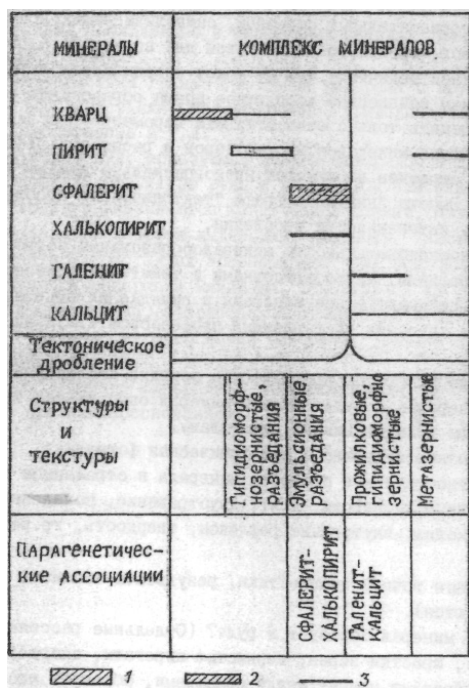 МИНЕРАЛЫ
КОМПЛЕКС МИНЕРАЛОВ
КВАРЦ
ПИРИТ
СФАЛЕРИТ
ХАЛЬКОПИРИТ
ГАЛЕНИТ
КАЛЬЦИТ
Тектоническое
дробление
Структуры
и
текстуры
Гипидиоморф-
нозернистые,
разъедания
Эмульсионные,
разъедания
Прожилковые,
гипидиоморфно
зернистые
Метазернистые
Парагенетичес-
кие ассоциации
СФАЛЕРИТ-
ХАЛЬКОПИРИТ
Галенит-
КАЛЬЦИТ
1
2
3